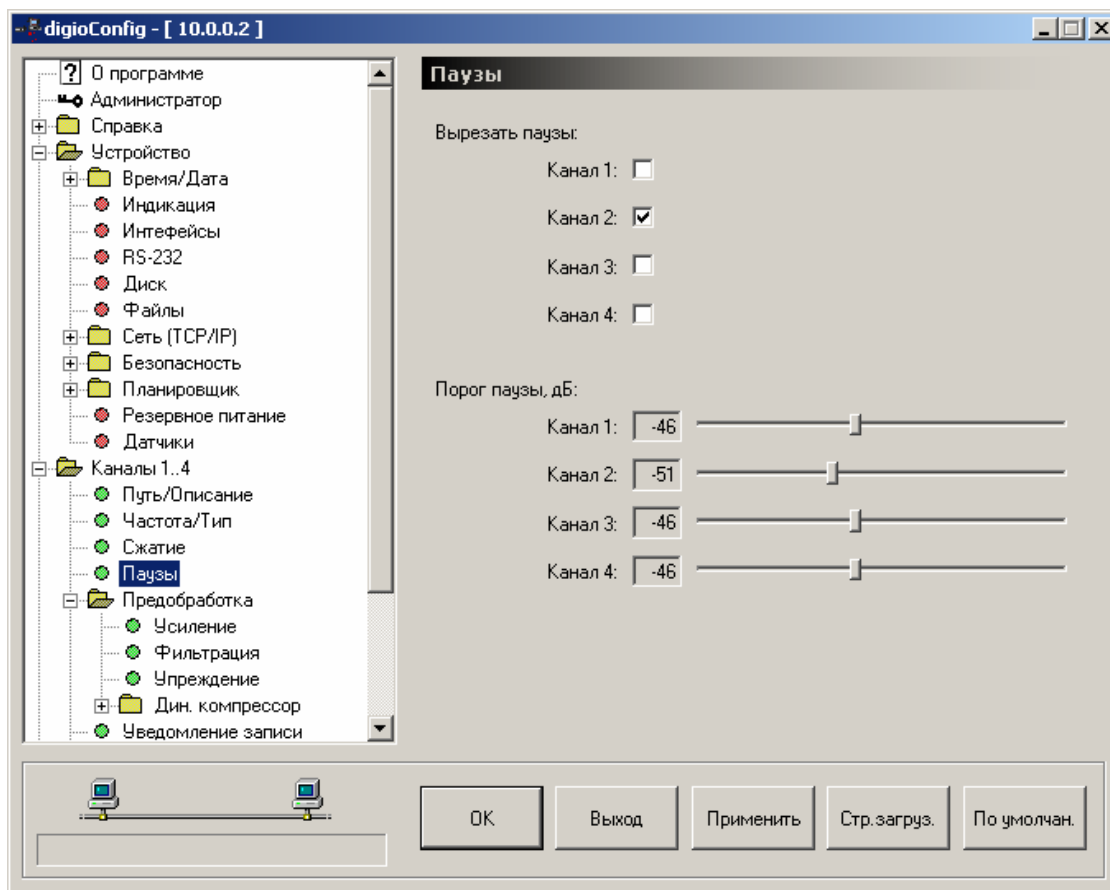 digioConfig - [ 10.0.0.2 ]
? О программе
Администратор
Справка
Устройство
Время/Дата
Индикация
Интефейсы
RS-232
Диск
Файлы
Сеть (TCP/IP)
Безопасность
Планировщик
Резервное питание
Датчики
Каналы 1..4
Путь/Описание
Частота/Тип
Сжатие
Паузы
Предобработка
Усиление
Фильтрация
Упреждение
Дин. компрессор
Уведомление записи
Паузы
Вырезать паузы:
Канал 1:
Канал 2:
Канал 3:
Канал 4:
Порог паузы, дБ:
Канал 1: -46
Канал 2: -51
Канал 3: -46
Канал 4: -46
OK
Выход
Применить
Стр.загруз.
По умолчан.